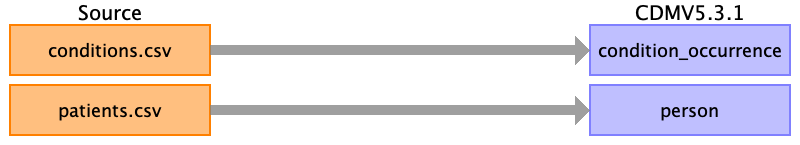 Source
CDMV5.3.1
conditions.csv
condition_occurrence
patients.csv
person